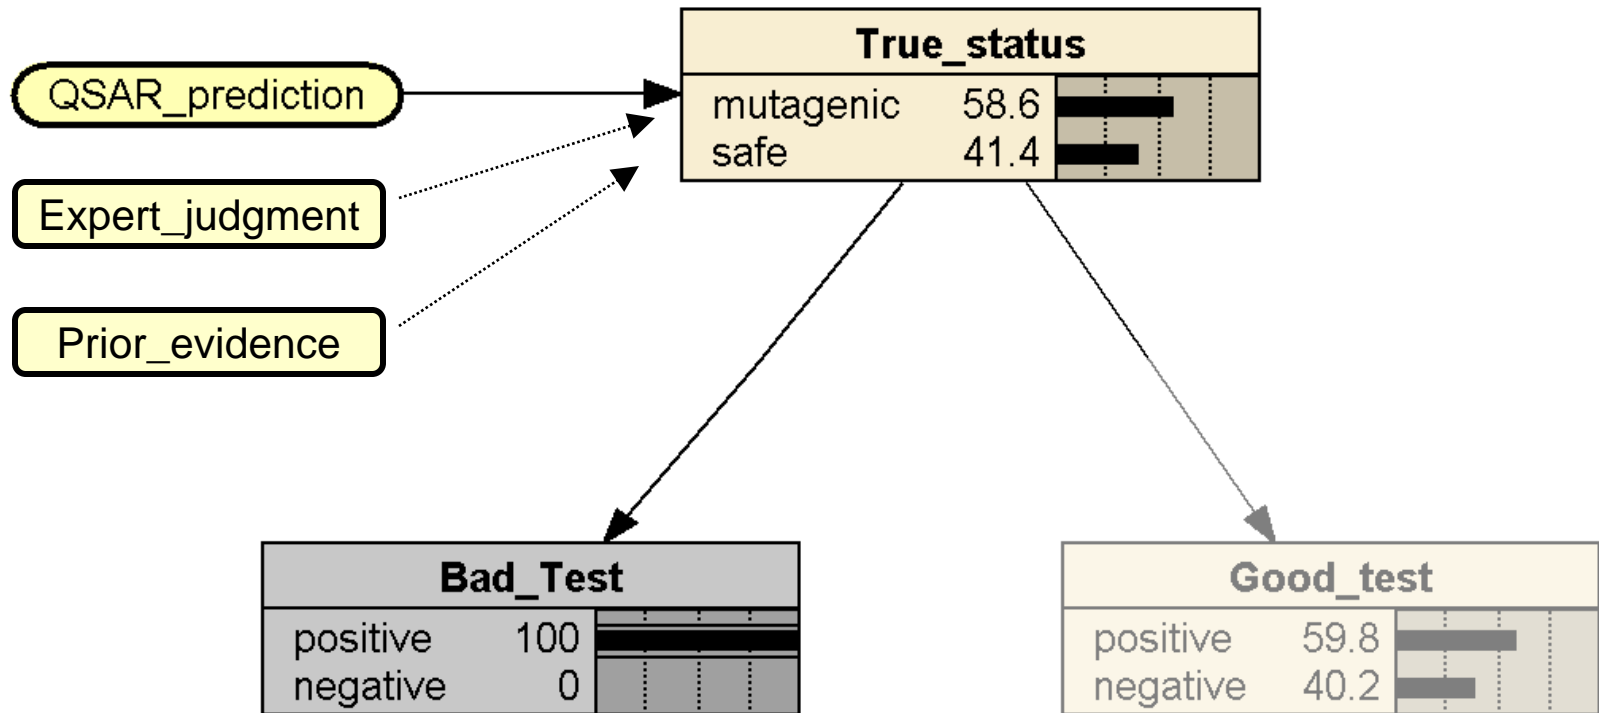 True_status
mutagenic 58.6
safe 41.4
QSAR_prediction
Expert_judgment
Prior_evidence
Bad_Test
positive 100
negative 0
Good_test
positive 59.8
negative 40.2